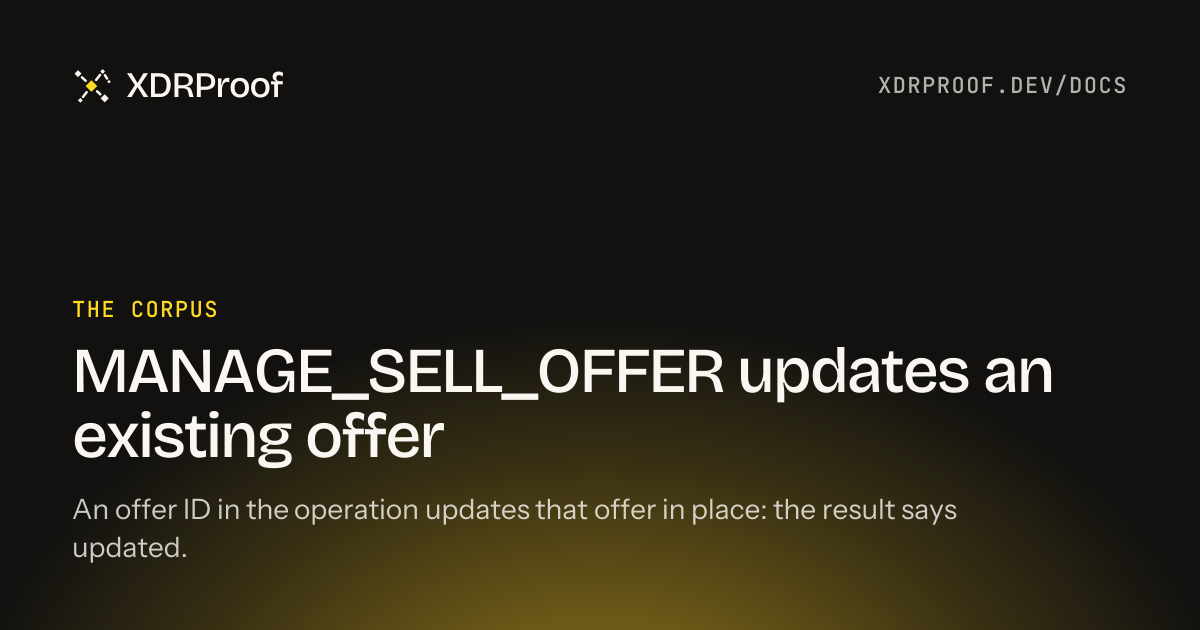 XDRProof
XDRPROOF.DEV/DOCS
THE CORPUS
MANAGE_SELL_OFFER updates an
existing offer
An offer ID in the operation updates that offer in place: the result says
updated.